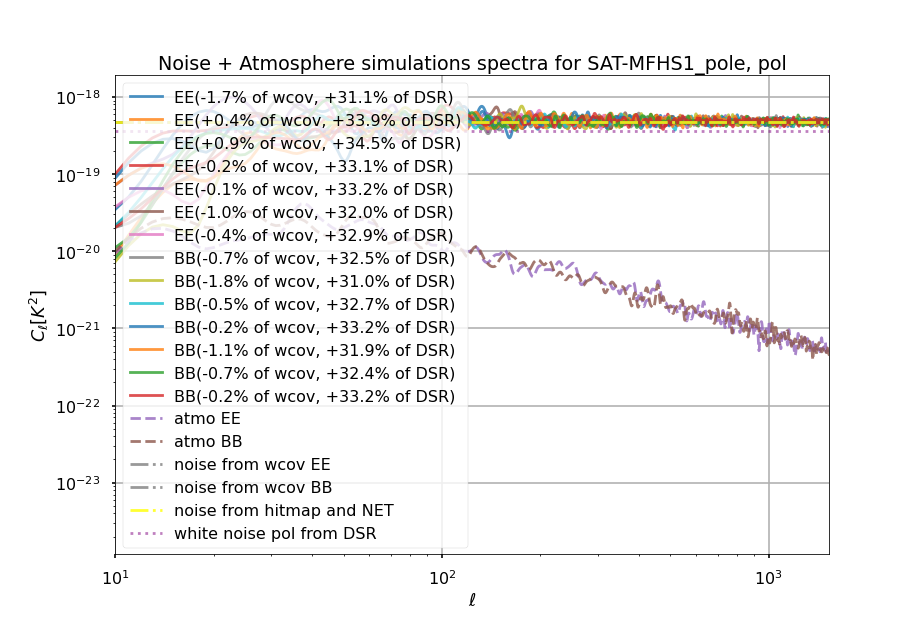 Noise + Atmosphere simulations spectra for SAT-MFHS1_pole, pol
EE(-1.7% of wcov, +31.1% of DSR)
EE(+0.4% of wcov, +33.9% of DSR)
EE(+0.9% of wcov, +34.5% of DSR)
EE(-0.2% of wcov, +33.1% of DSR)
EE(-0.1% of wcov, +33.2% of DSR)
EE(-1.0% of wcov, +32.0% of DSR)
EE(-0.4% of wcov, +32.9% of DSR)
BB(-0.7% of wcov, +32.5% of DSR)
BB(-1.8% of wcov, +31.0% of DSR)
BB(-0.5% of wcov, +32.7% of DSR)
BB(-0.2% of wcov, +33.2% of DSR)
BB(-1.1% of wcov, +31.9% of DSR)
BB(-0.7% of wcov, +32.4% of DSR)
BB(-0.2% of wcov, +33.2% of DSR)
atmo EE
atmo BB
noise from wcov EE
noise from wcov BB
noise from hitmap and NET
white noise pol from DSR
10⁻¹⁸
10⁻¹⁹
10⁻²⁰
10⁻²¹
10⁻²²
10⁻²³
C_ℓ[K²]
10¹
10²
10³
ℓ